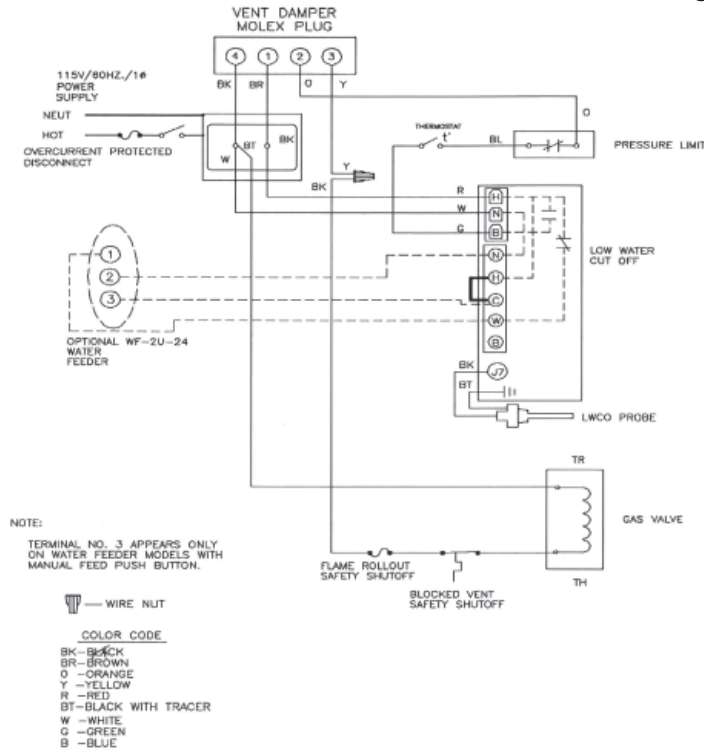 VENT DAMPER
MOLEX PLUG
4 1 2 3
BK BR O Y
115V/60HZ./1ø
POWER
SUPPLY
NEUT
HOT
OVERCURRENT PROTECTED
DISCONNECT
BT
BK
W
Y
BK
THERMOSTAT
t'
BL
O
PRESSURE LIMIT
R
W
G
H
N
B
N
H
C
W
B
J7
LOW WATER
CUT OFF
1
2
3
OPTIONAL WF-2U-24
WATER
FEEDER
BK
BT
LWCO PROBE
TR
GAS VALVE
TH
FLAME ROLLOUT
SAFETY SHUTOFF
BLOCKED VENT
SAFETY SHUTOFF
NOTE:
TERMINAL NO. 3 APPEARS ONLY
ON WATER FEEDER MODELS WITH
MANUAL FEED PUSH BUTTON.
— WIRE NUT
COLOR CODE
BK-BLACK
BR-BROWN
O -ORANGE
Y -YELLOW
R -RED
BT-BLACK WITH TRACER
W -WHITE
G -GREEN
B -BLUE